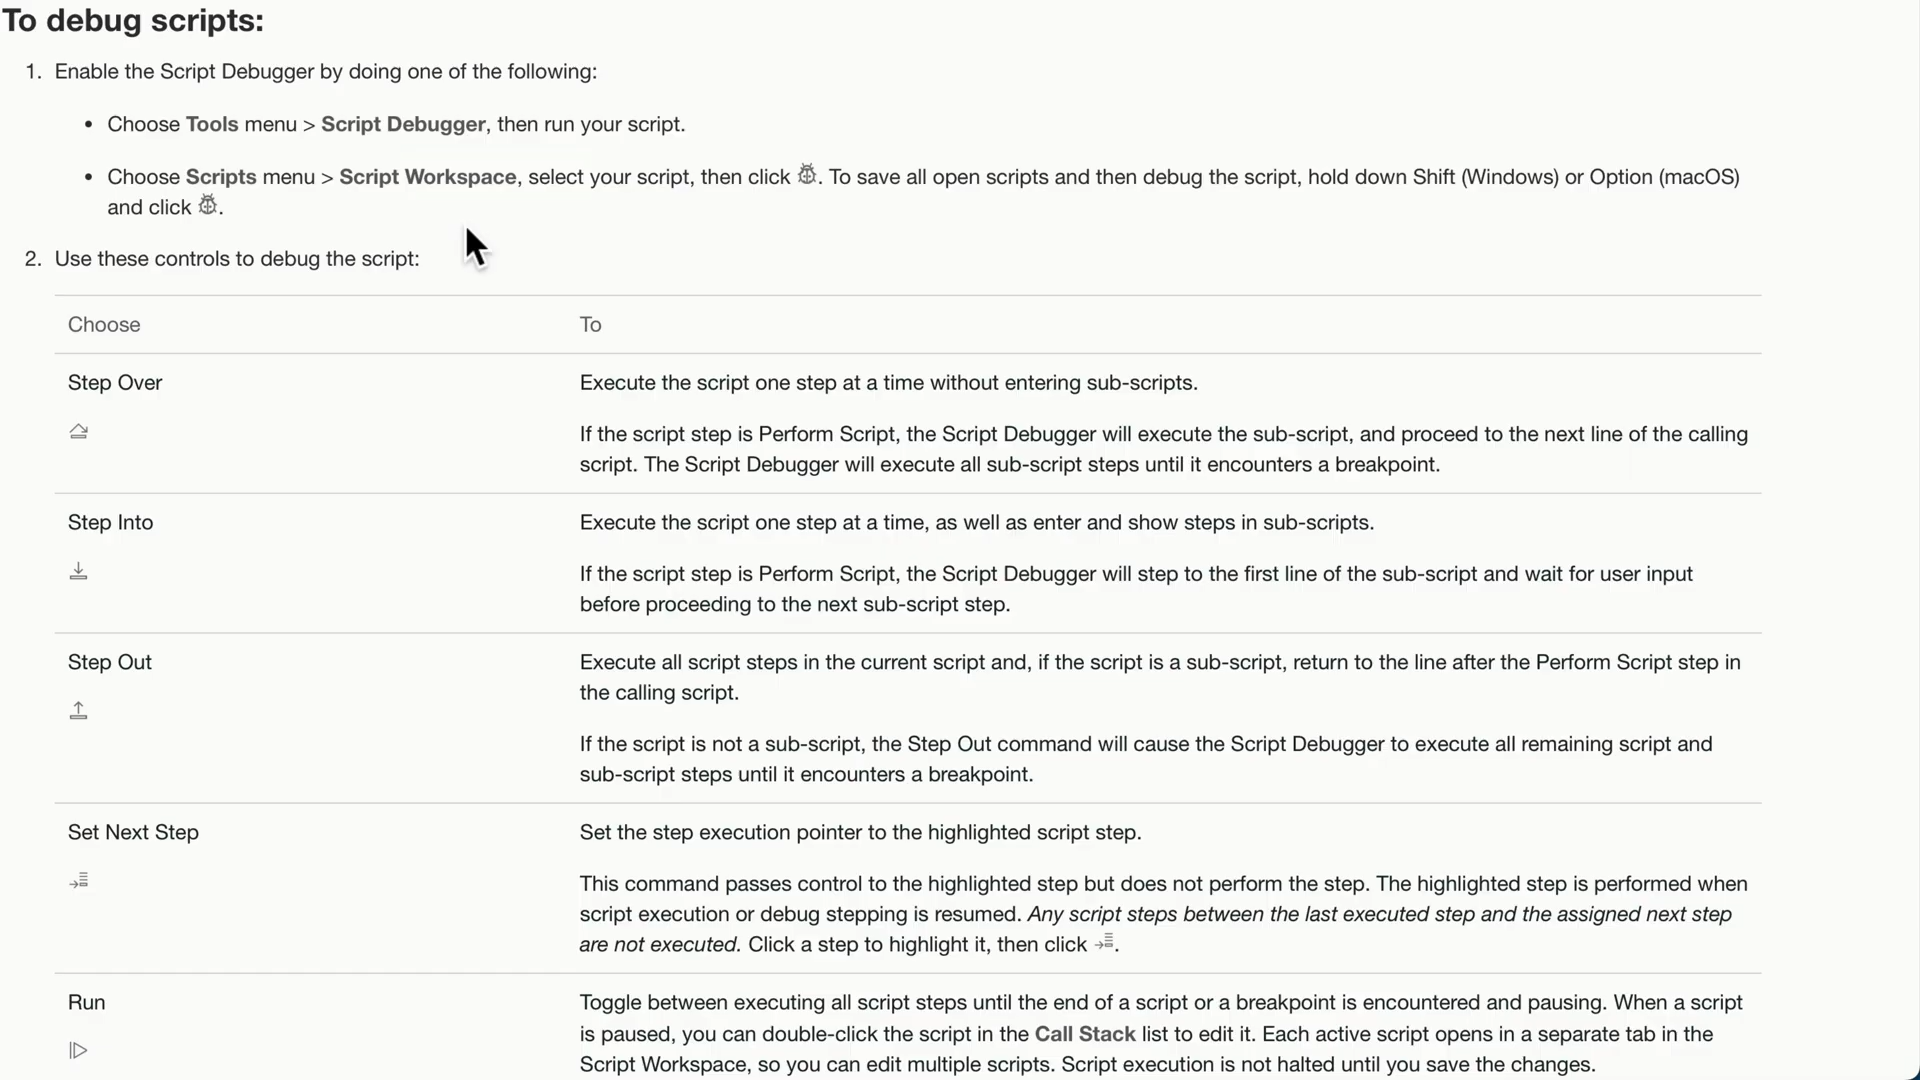 To debug scripts:
1. Enable the Script Debugger by doing one of the following:
• Choose Tools menu > Script Debugger, then run your script.
• Choose Scripts menu > Script Workspace, select your script, then click . To save all open scripts and then debug the script, hold down Shift (Windows) or Option (macOS)
and click .
2. Use these controls to debug the script:
Choose To
Step Over Execute the script one step at a time without entering sub-scripts.
If the script step is Perform Script, the Script Debugger will execute the sub-script, and proceed to the next line of the calling
script. The Script Debugger will execute all sub-script steps until it encounters a breakpoint.
Step Into Execute the script one step at a time, as well as enter and show steps in sub-scripts.
If the script step is Perform Script, the Script Debugger will step to the first line of the sub-script and wait for user input
before proceeding to the next sub-script step.
Step Out Execute all script steps in the current script and, if the script is a sub-script, return to the line after the Perform Script step in
the calling script.
If the script is not a sub-script, the Step Out command will cause the Script Debugger to execute all remaining script and
sub-script steps until it encounters a breakpoint.
Set Next Step Set the step execution pointer to the highlighted script step.
This command passes control to the highlighted step but does not perform the step. The highlighted step is performed when
script execution or debug stepping is resumed. Any script steps between the last executed step and the assigned next step
are not executed. Click a step to highlight it, then click .
Run Toggle between executing all script steps until the end of a script or a breakpoint is encountered and pausing. When a script
is paused, you can double-click the script in the Call Stack list to edit it. Each active script opens in a separate tab in the
Script Workspace, so you can edit multiple scripts. Script execution is not halted until you save the changes.